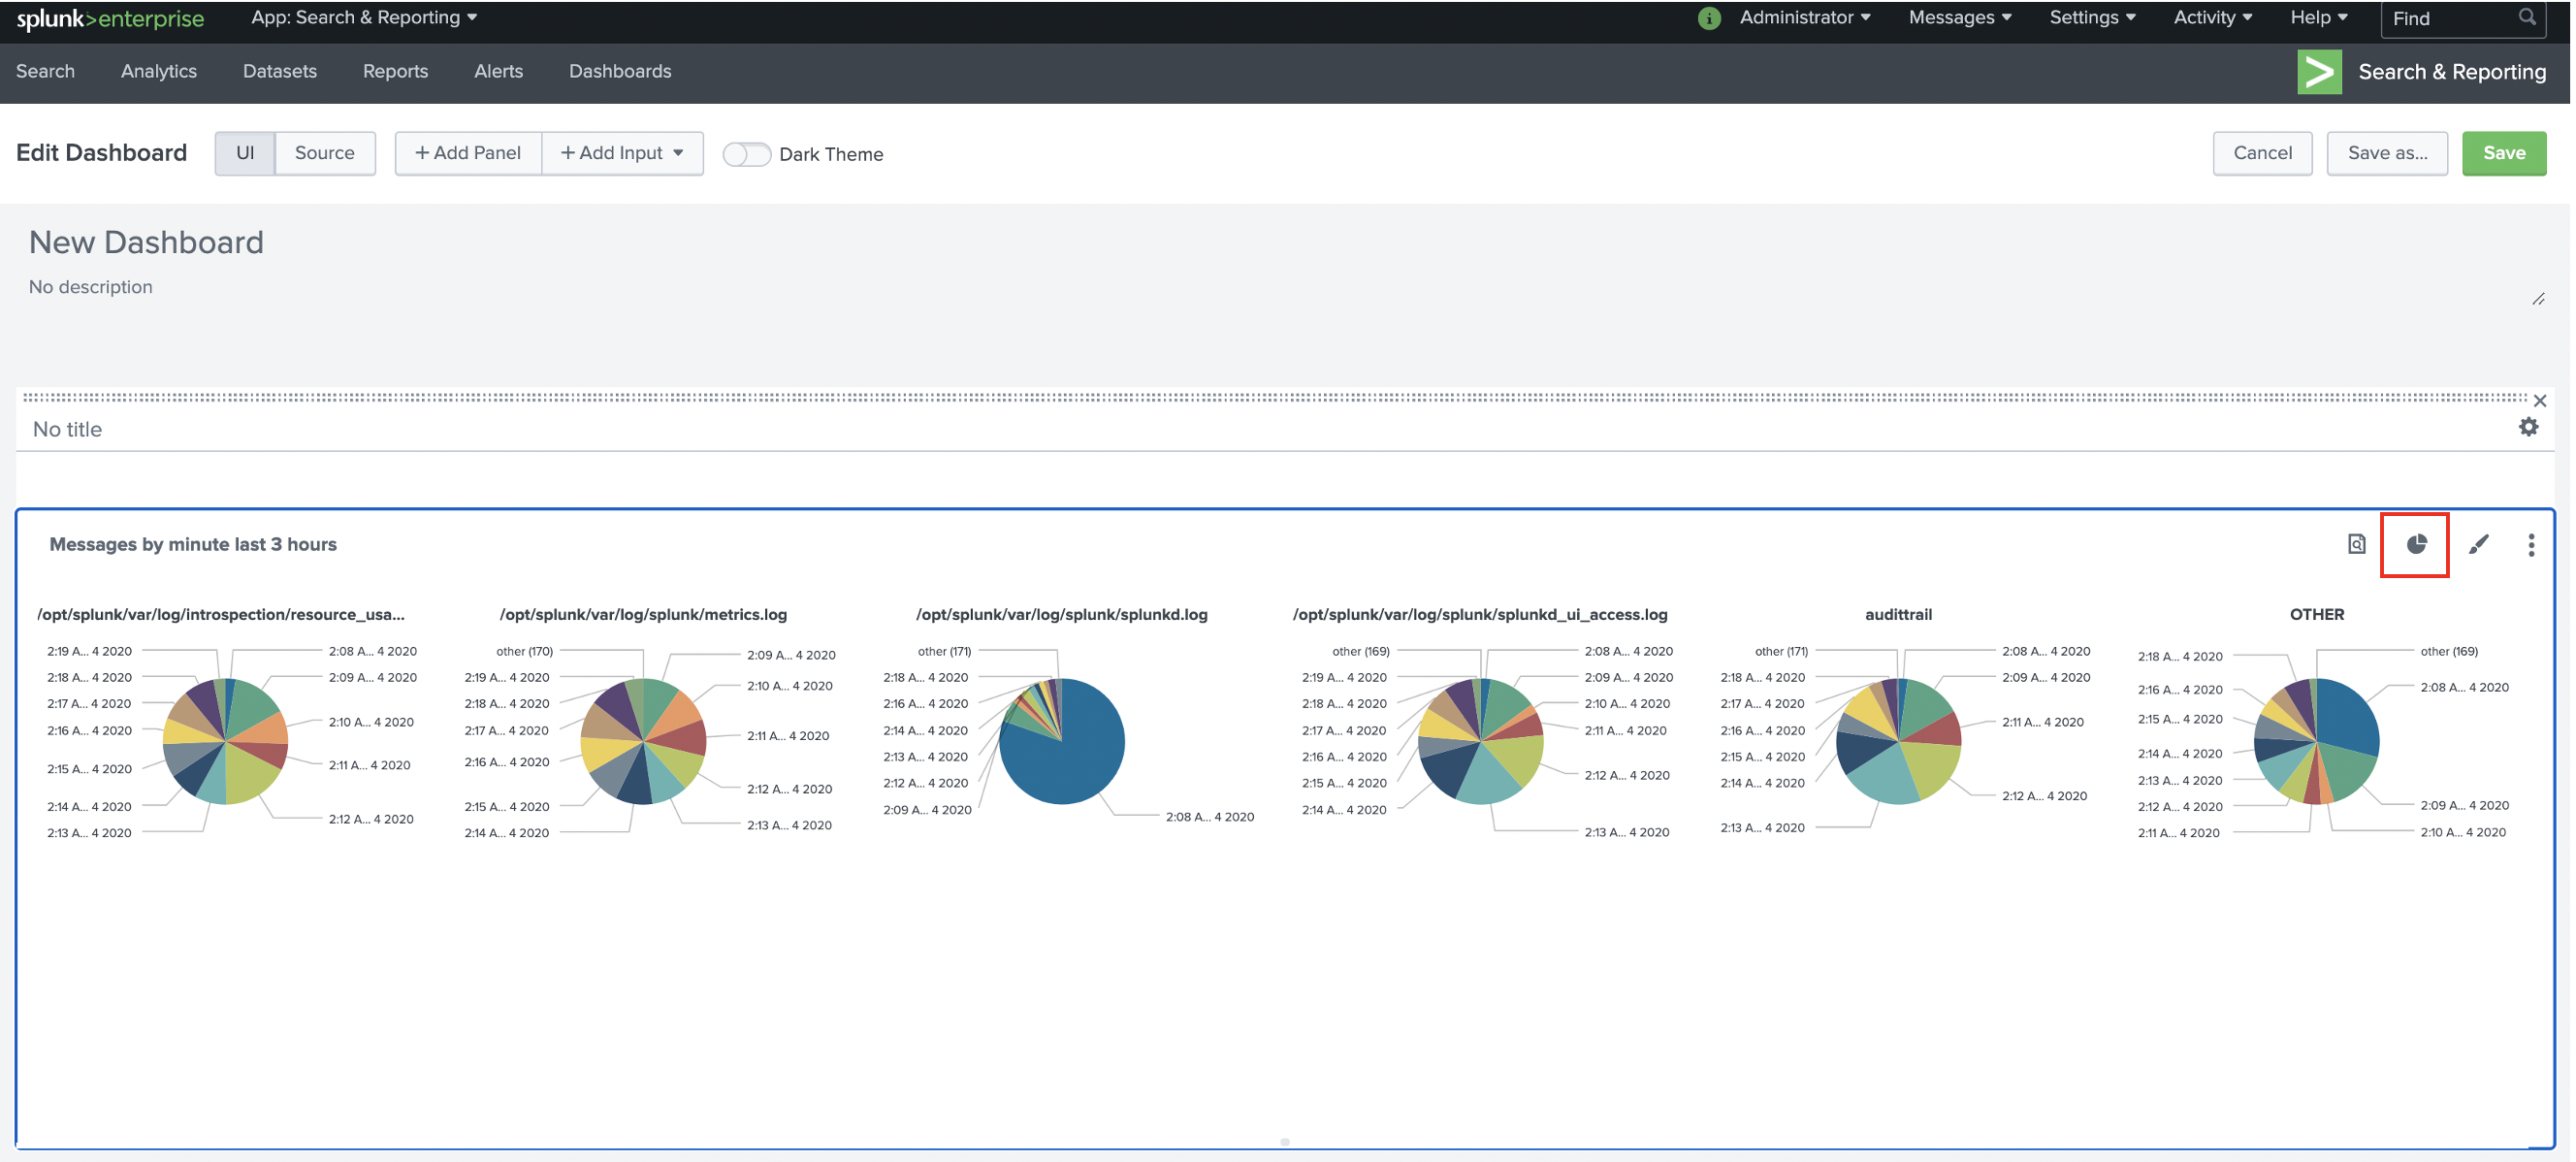 splunk>enterprise App: Search & Reporting i Administrator Messages Settings Activity Help Find
Search Analytics Datasets Reports Alerts Dashboards Search & Reporting
Edit Dashboard UI Source + Add Panel + Add Input Dark Theme Cancel Save as... Save
New Dashboard
No description
No title
Messages by minute last 3 hours
/opt/splunk/var/log/introspection/resource_usa...
2:19 A... 4 2020
2:18 A... 4 2020
2:17 A... 4 2020
2:16 A... 4 2020
2:15 A... 4 2020
2:14 A... 4 2020
2:13 A... 4 2020
2:08 A... 4 2020
2:09 A... 4 2020
2:10 A... 4 2020
2:11 A... 4 2020
2:12 A... 4 2020
/opt/splunk/var/log/splunk/metrics.log
other (170)
2:19 A... 4 2020
2:18 A... 4 2020
2:17 A... 4 2020
2:16 A... 4 2020
2:15 A... 4 2020
2:14 A... 4 2020
2:09 A... 4 2020
2:10 A... 4 2020
2:11 A... 4 2020
2:12 A... 4 2020
2:13 A... 4 2020
/opt/splunk/var/log/splunk/splunkd.log
other (171)
2:18 A... 4 2020
2:16 A... 4 2020
2:14 A... 4 2020
2:13 A... 4 2020
2:12 A... 4 2020
2:09 A... 4 2020
2:08 A... 4 2020
/opt/splunk/var/log/splunk/splunkd_ui_access.log
other (169)
2:19 A... 4 2020
2:18 A... 4 2020
2:17 A... 4 2020
2:16 A... 4 2020
2:15 A... 4 2020
2:14 A... 4 2020
2:08 A... 4 2020
2:09 A... 4 2020
2:10 A... 4 2020
2:11 A... 4 2020
2:12 A... 4 2020
2:13 A... 4 2020
audittrail
other (171)
2:18 A... 4 2020
2:17 A... 4 2020
2:16 A... 4 2020
2:15 A... 4 2020
2:14 A... 4 2020
2:13 A... 4 2020
2:08 A... 4 2020
2:09 A... 4 2020
2:11 A... 4 2020
2:12 A... 4 2020
OTHER
2:18 A... 4 2020
2:16 A... 4 2020
2:15 A... 4 2020
2:14 A... 4 2020
2:13 A... 4 2020
2:12 A... 4 2020
2:11 A... 4 2020
other (169)
2:08 A... 4 2020
2:09 A... 4 2020
2:10 A... 4 2020